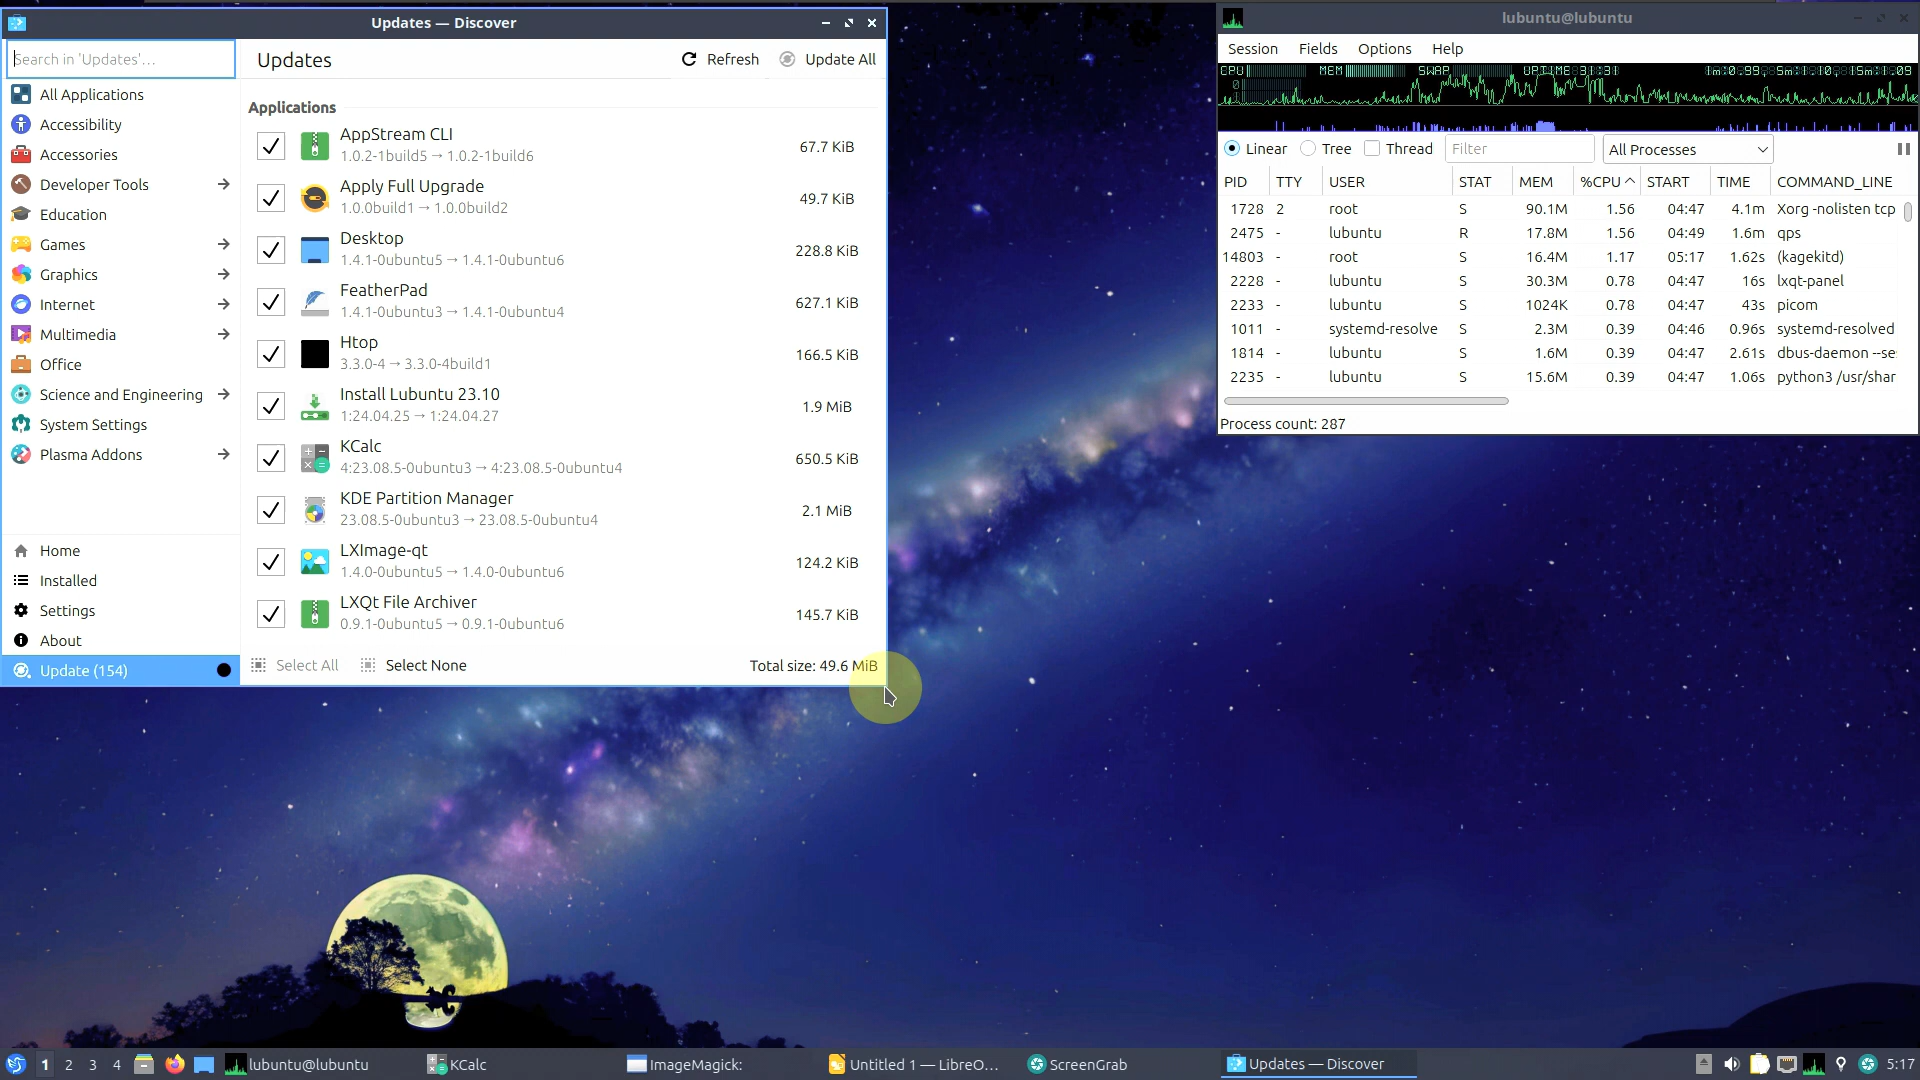 Updates — Discover
Search in 'Updates'…
Updates
Refresh
Update All
All Applications
Accessibility
Accessories
Developer Tools
Education
Games
Graphics
Internet
Multimedia
Office
Science and Engineering
System Settings
Plasma Addons
Home
Installed
Settings
About
Update (154)
Applications
AppStream CLI
1.0.2-1build5 → 1.0.2-1build6
67.7 KiB
Apply Full Upgrade
1.0.0build1 → 1.0.0build2
49.7 KiB
Desktop
1.4.1-0ubuntu5 → 1.4.1-0ubuntu6
228.8 KiB
FeatherPad
1.4.1-0ubuntu3 → 1.4.1-0ubuntu4
627.1 KiB
Htop
3.3.0-4 → 3.3.0-4build1
166.5 KiB
Install Lubuntu 23.10
1:24.04.25 → 1:24.04.27
1.9 MiB
KCalc
4:23.08.5-0ubuntu3 → 4:23.08.5-0ubuntu4
650.5 KiB
KDE Partition Manager
23.08.5-0ubuntu3 → 23.08.5-0ubuntu4
2.1 MiB
LXImage-qt
1.4.0-0ubuntu5 → 1.4.0-0ubuntu6
124.2 KiB
LXQt File Archiver
0.9.1-0ubuntu5 → 0.9.1-0ubuntu6
145.7 KiB
Select All
Select None
Total size: 49.6 MiB
lubuntu@lubuntu
Session Fields Options Help
CPU MEM SWAP UPTIME
Linear Tree Thread Filter All Processes
PID TTY USER STAT MEM %CPU START TIME COMMAND_LINE
1728 2 root S 90.1M 1.56 04:47 4.1m Xorg -nolisten tcp
2475 - lubuntu R 17.8M 1.56 04:49 1.6m qps
14803 - root S 16.4M 1.17 05:17 1.62s (kagekitd)
2228 - lubuntu S 30.3M 0.78 04:47 16s lxqt-panel
2233 - lubuntu S 1024K 0.78 04:47 43s picom
1011 - systemd-resolve S 2.3M 0.39 04:46 0.96s systemd-resolved
1814 - lubuntu S 1.6M 0.39 04:47 2.61s dbus-daemon --se
2235 - lubuntu S 15.6M 0.39 04:47 1.06s python3 /usr/shar
Process count: 287
1 2 3 4 lubuntu@lubuntu KCalc ImageMagick: Untitled 1 — LibreO… ScreenGrab Updates — Discover 5:17